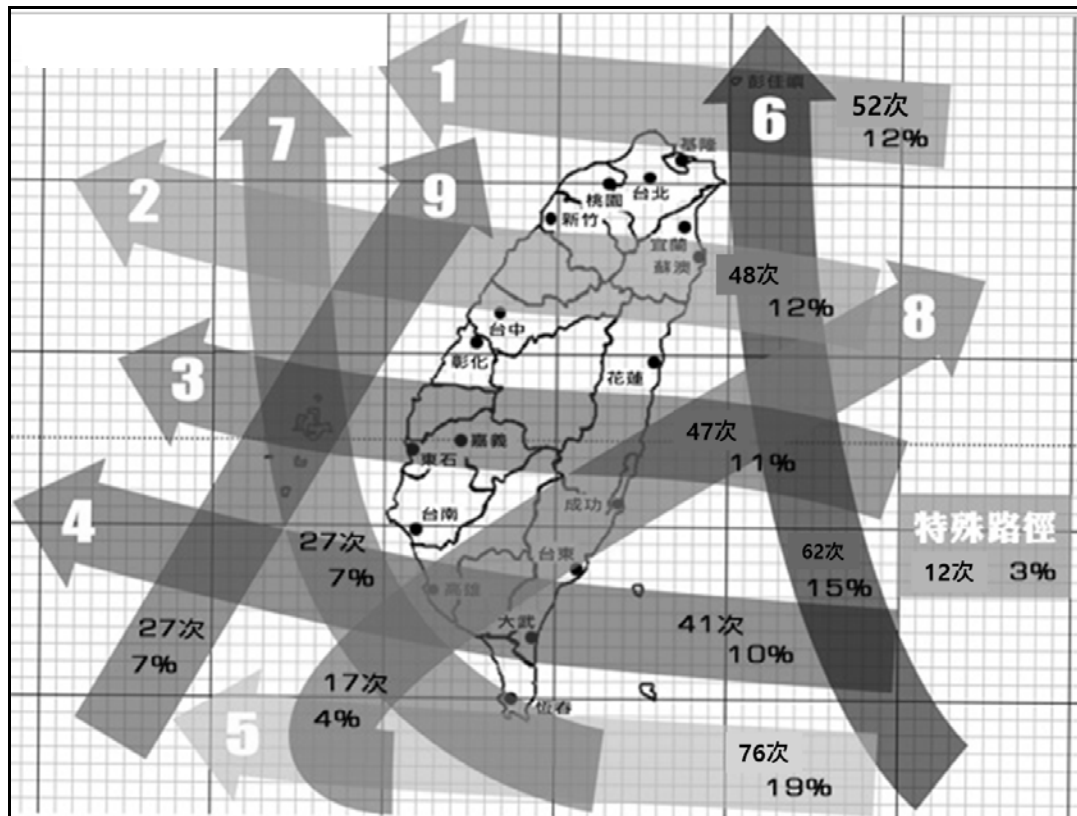 1
彭佳嶼
6
52次
12%
7
2
9
基隆
台北
桃園
新竹
宜蘭
蘇澳
48次
12%
8
台中
彰化
3
花蓮
47次
11%
嘉義
東石
成功
4
台南
特殊路徑
12次 3%
27次
7%
台東
62次
15%
高雄
大武
41次
10%
27次
7%
17次
4%
恆春
5
76次
19%